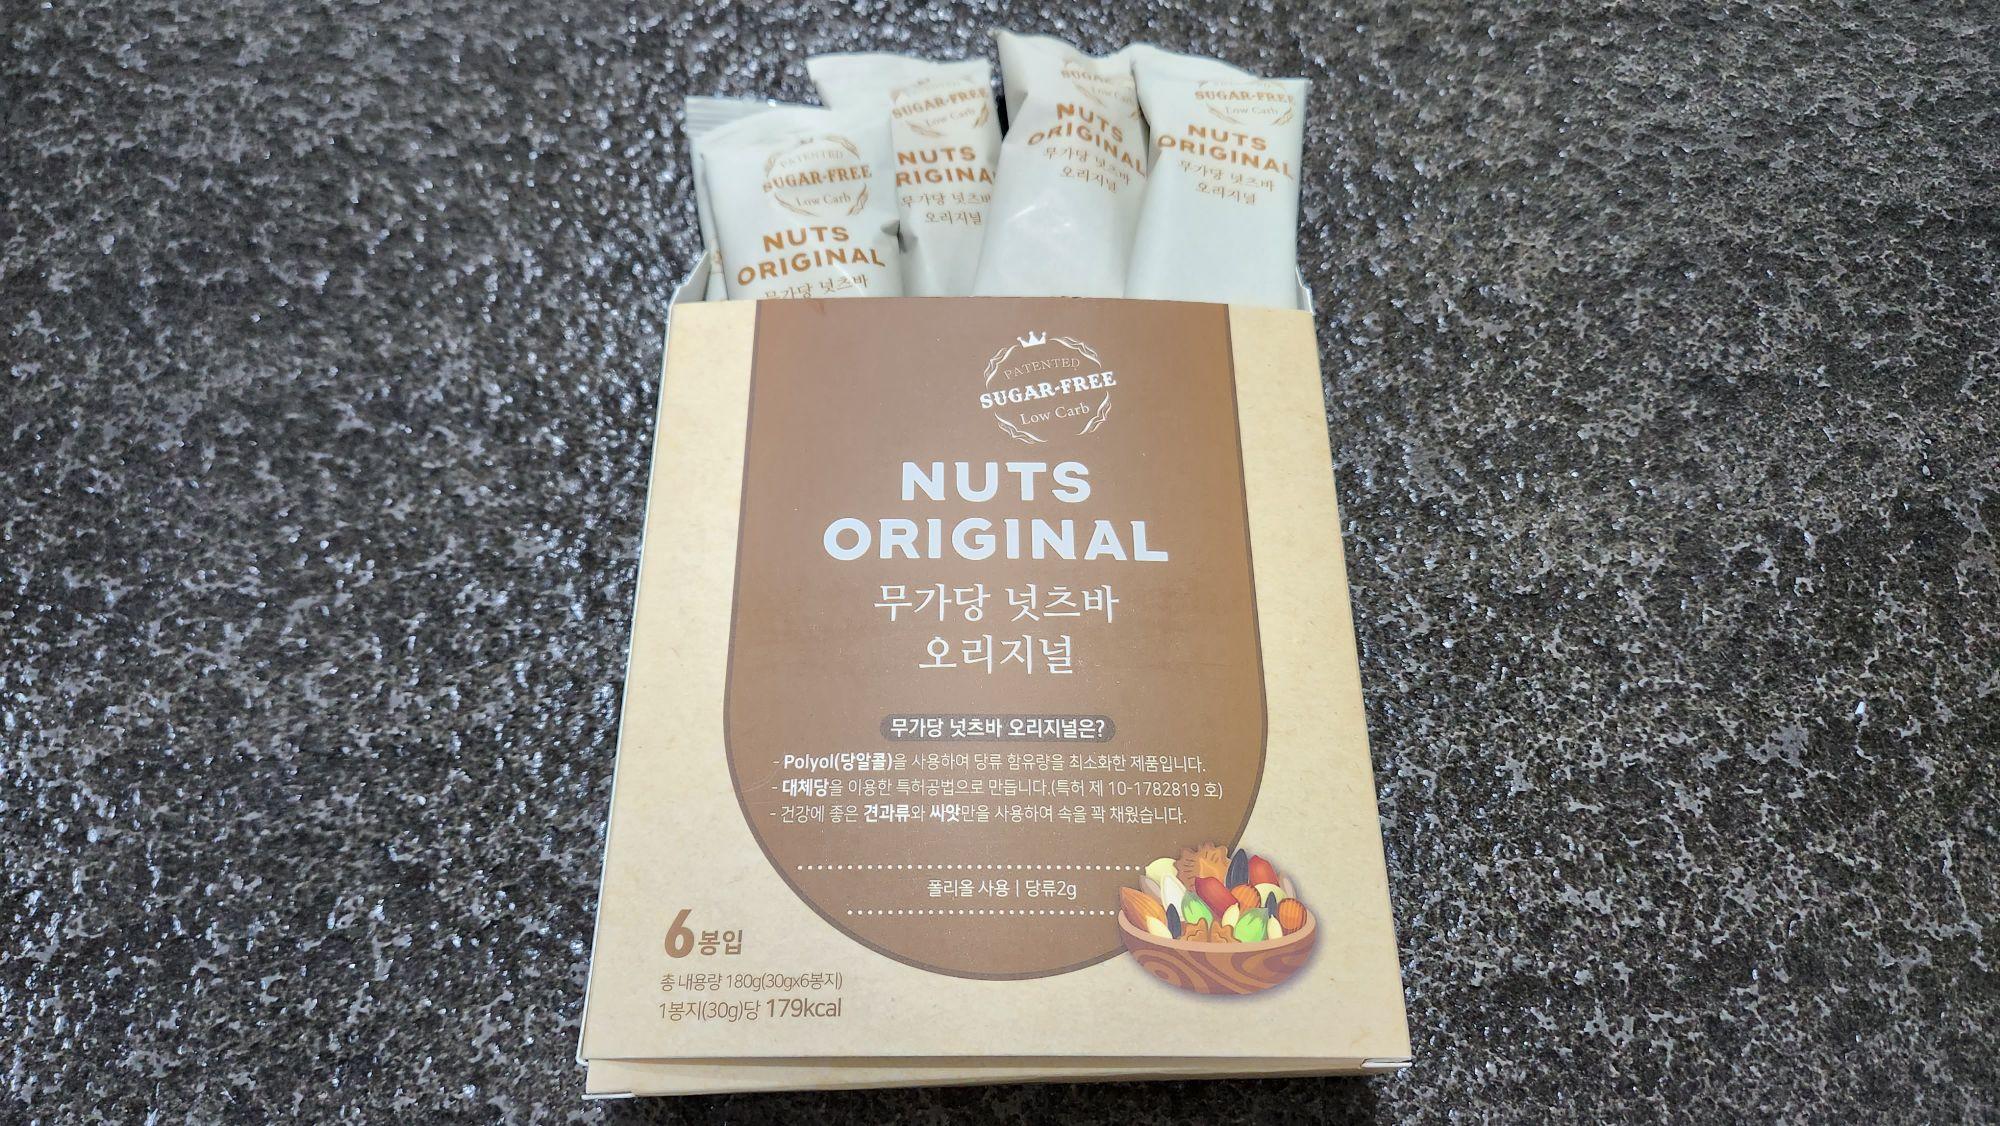 PATENTED
SUGAR-FREE
Low Carb
NUTS
ORIGINAL
무가당 넛츠바
SUGAR-FREE
Low Carb
NUTS
RIGINA
무가당 넛츠바
오리지널
SUGAR
Low Carb
NUTS
ORIGINAL
무가당 넛츠바
오리지널
SUGAR-FREE
Low Carb
NUTS
ORIGINAL
무가당 넛츠바
오리지널
PATENTED
SUGAR-FREE
Low Carb
NUTS
ORIGINAL
무가당 넛츠바
오리지널
무가당 넛츠바 오리지널은?
- Polyol(당알콜)을 사용하여 당류 함유량을 최소화한 제품입니다.
- 대체당을 이용한 특허공법으로 만듭니다.(특허 제 10-1782819 호)
- 건강에 좋은 견과류와 씨앗만을 사용하여 속을 꽉 채웠습니다.
폴리올 사용 | 당류2g
6봉입
총 내용량 180g(30gx6봉지)
1봉지(30g)당 179kcal